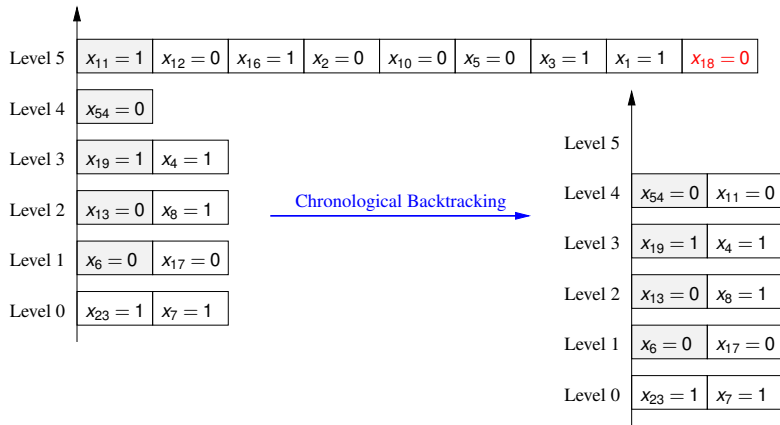 Level 5 x₁₁ = 1 x₁₂ = 0 x₁₆ = 1 x₂ = 0 x₁₀ = 0 x₅ = 0 x₃ = 1 x₁ = 1 x₁₈ = 0
Level 4 x₅₄ = 0
Level 3 x₁₉ = 1 x₄ = 1
Level 2 x₁₃ = 0 x₈ = 1
Level 1 x₆ = 0 x₁₇ = 0
Level 0 x₂₃ = 1 x₇ = 1
Chronological Backtracking
Level 5
Level 4 x₅₄ = 0 x₁₁ = 0
Level 3 x₁₉ = 1 x₄ = 1
Level 2 x₁₃ = 0 x₈ = 1
Level 1 x₆ = 0 x₁₇ = 0
Level 0 x₂₃ = 1 x₇ = 1